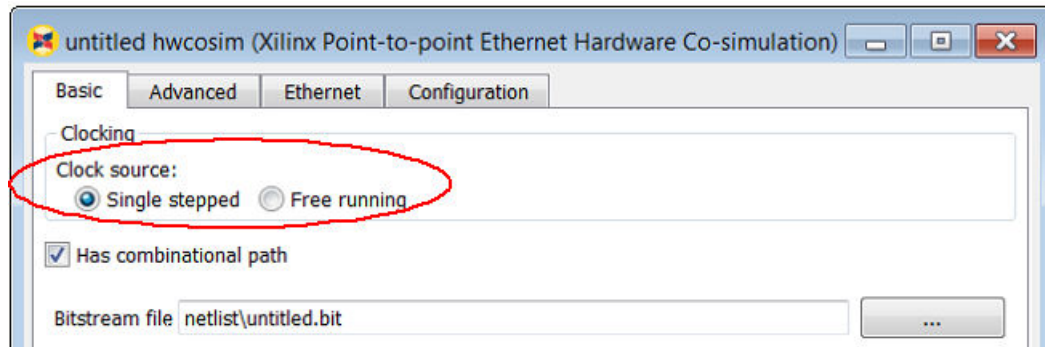 untitled hwcosim (Xilinx Point-to-point Ethernet Hardware Co-simulation)
Basic Advanced Ethernet Configuration
Clocking
Clock source:
Single stepped Free running
Has combinational path
Bitstream file netlist\untitled.bit ...